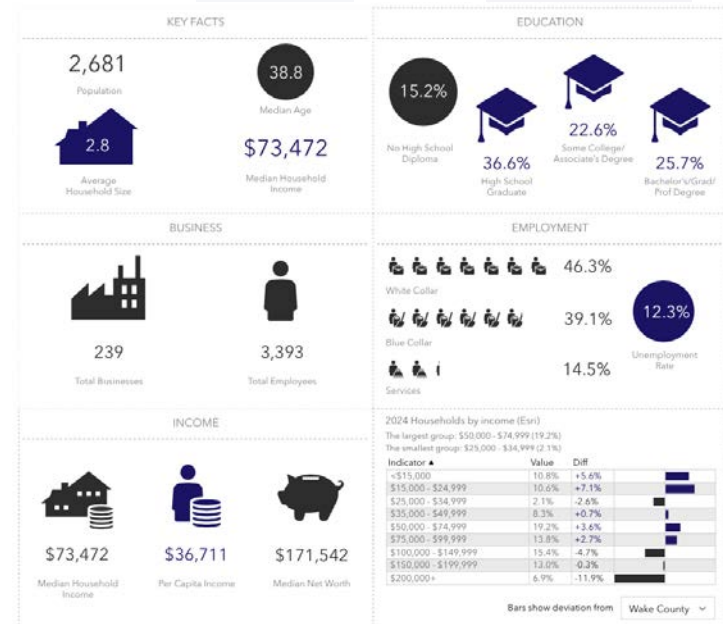 KEY FACTS
2,681
Population
38.8
Median Age
2.8
Average
Household Size
$73,472
Median Household
Income
EDUCATION
15.2%
No High School
Diploma
36.6%
High School
Graduate
22.6%
Some College/
Associate's Degree
25.7%
Bachelor's/Grad/
Prof Degree
BUSINESS
239
Total Businesses
3,393
Total Employees
EMPLOYMENT
46.3%
White Collar
39.1%
Blue Collar
14.5%
Services
12.3%
Unemployment
Rate
INCOME
$73,472
Median Household
Income
$36,711
Per Capita Income
$171,542
Median Net Worth
2024 Households by income (Esri)
The largest group: $50,000 - $74,999 (19.2%)
The smallest group: $25,000 - $34,999 (2.1%)
Indicator ▲ Value Diff
<$15,000 10.8% +5.6%
$15,000 - $24,999 10.6% +7.1%
$25,000 - $34,999 2.1% -2.6%
$35,000 - $49,999 8.3% +0.7%
$50,000 - $74,999 19.2% +3.6%
$75,000 - $99,999 13.8% +2.7%
$100,000 - $149,999 15.4% -4.7%
$150,000 - $199,999 13.0% -0.3%
$200,000+ 6.9% -11.9%
Bars show deviation from Wake County